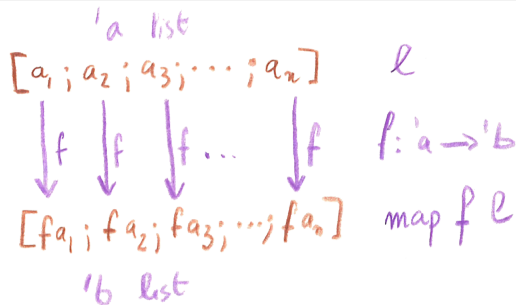 'a list
[a₁; a₂; a₃; ...; aₙ] l
f f f ... f f : 'a → 'b
[f a₁; f a₂; f a₃; ...; f aₙ] map f l
'b list